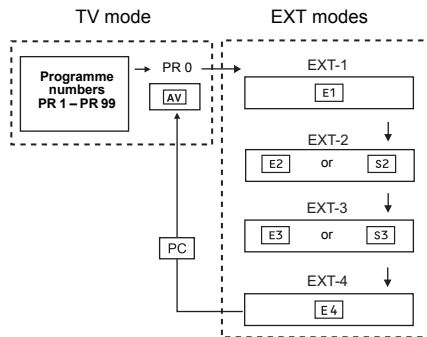 TV mode
EXT modes
Programme
numbers
PR 1 – PR 99
PR 0
AV
EXT-1
E1
EXT-2
E2 or S2
EXT-3
E3 or S3
PC
EXT-4
E4